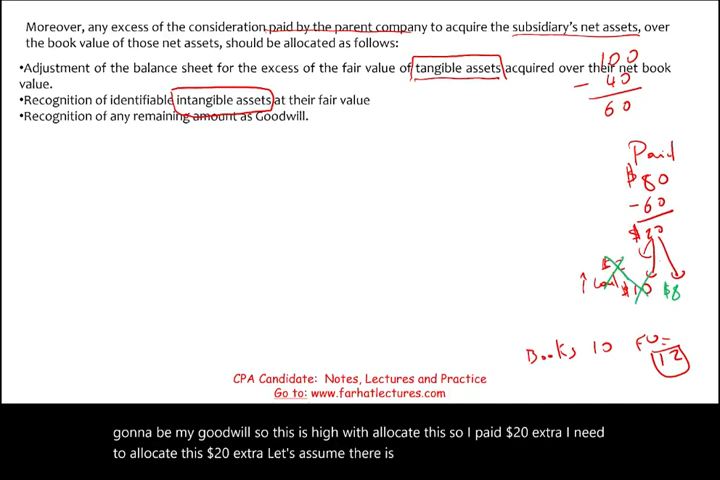 Moreover, any excess of the consideration paid by the parent company to acquire the subsidiary's net assets, over
the book value of those net assets, should be allocated as follows:
•Adjustment of the balance sheet for the excess of the fair value of tangible assets acquired over their net book
value.
•Recognition of identifiable intangible assets at their fair value
•Recognition of any remaining amount as Goodwill.
100
- 40
60
Paid
$80
-60
$20
$8
Books 10 FV=
12
CPA Candidate: Notes, Lectures and Practice
Go to: www.farhatlectures.com
gonna be my goodwill so this is high with allocate this so I paid $20 extra I need
to allocate this $20 extra Let's assume there is